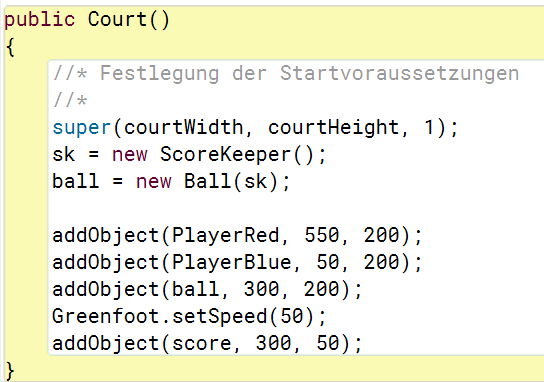 public Court()
{
//* Festlegung der Startvoraussetzungen
//*
super(courtWidth, courtHeight, 1);
sk = new ScoreKeeper();
ball = new Ball(sk);
addObject(PlayerRed, 550, 200);
addObject(PlayerBlue, 50, 200);
addObject(ball, 300, 200);
Greenfoot.setSpeed(50);
addObject(score, 300, 50);
}